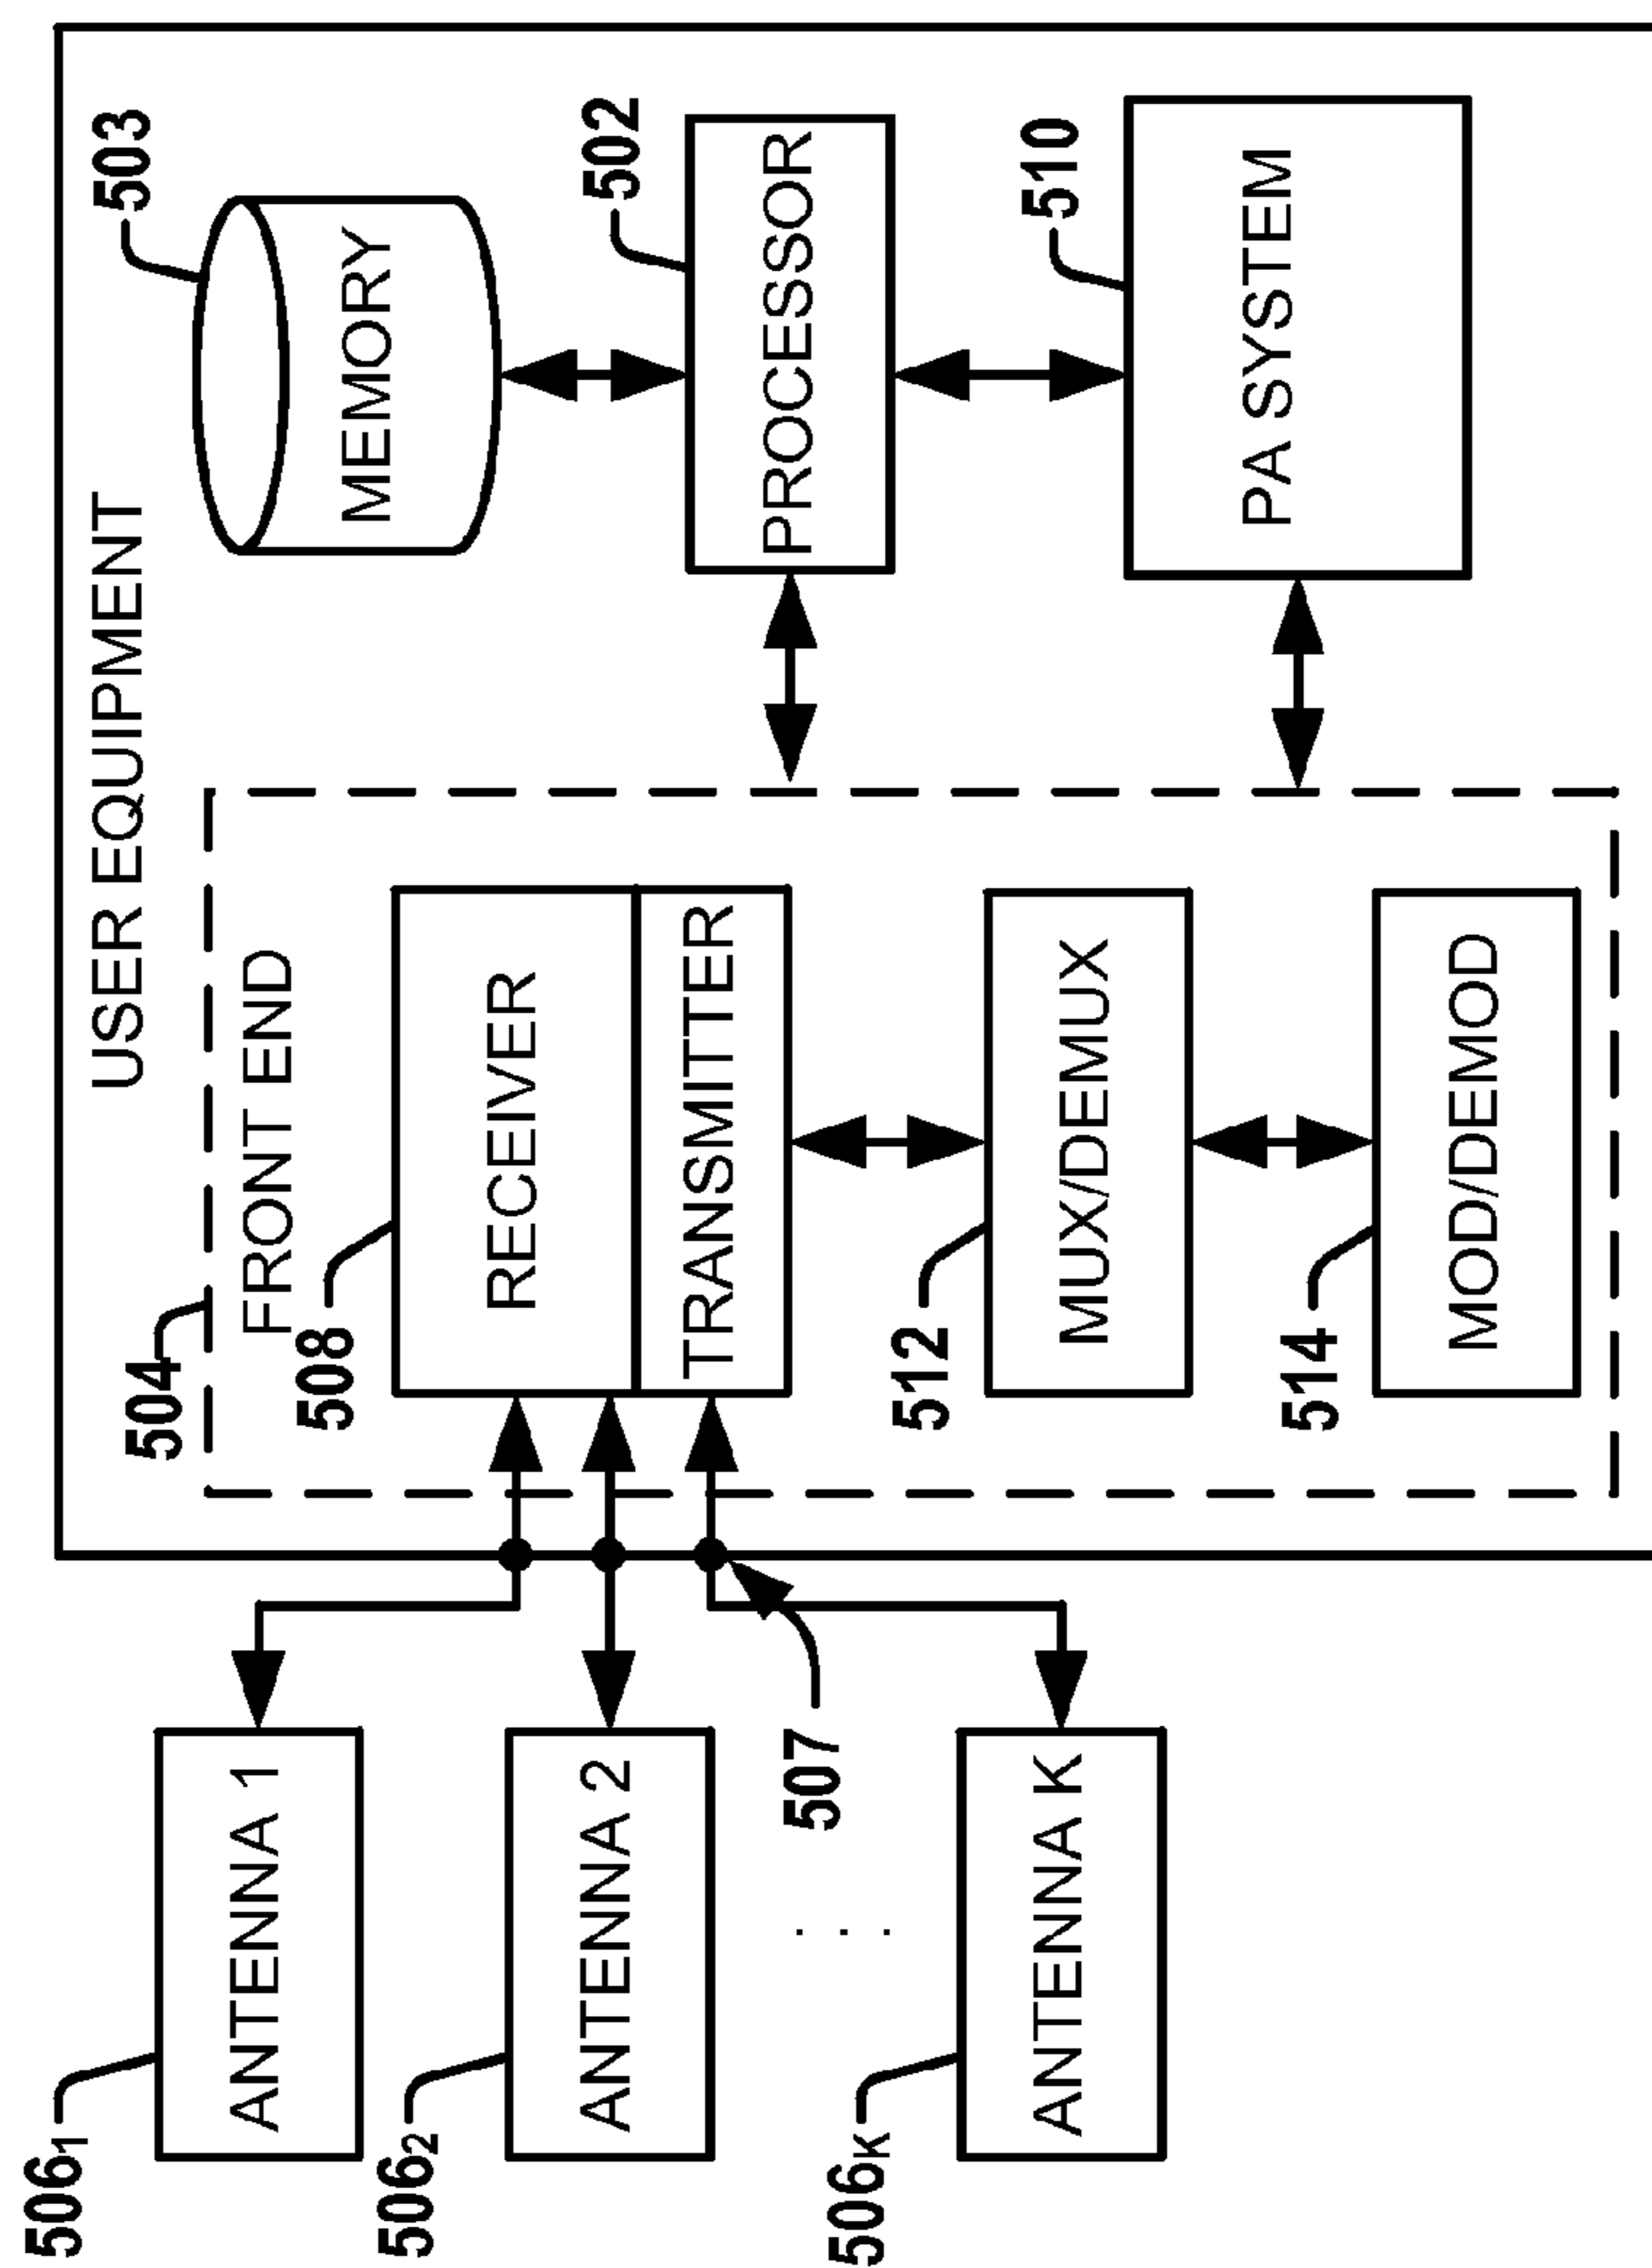 USER EQUIPMENT
504
FRONT END
503
MEMORY
506₁
ANTENNA 1
508
RECEIVER
TRANSMITTER
502
PROCESSOR
506₂
ANTENNA 2
507
. . .
512
MUX/DEMUX
510
PA SYSTEM
506K
ANTENNA K
514
MOD/DEMOD